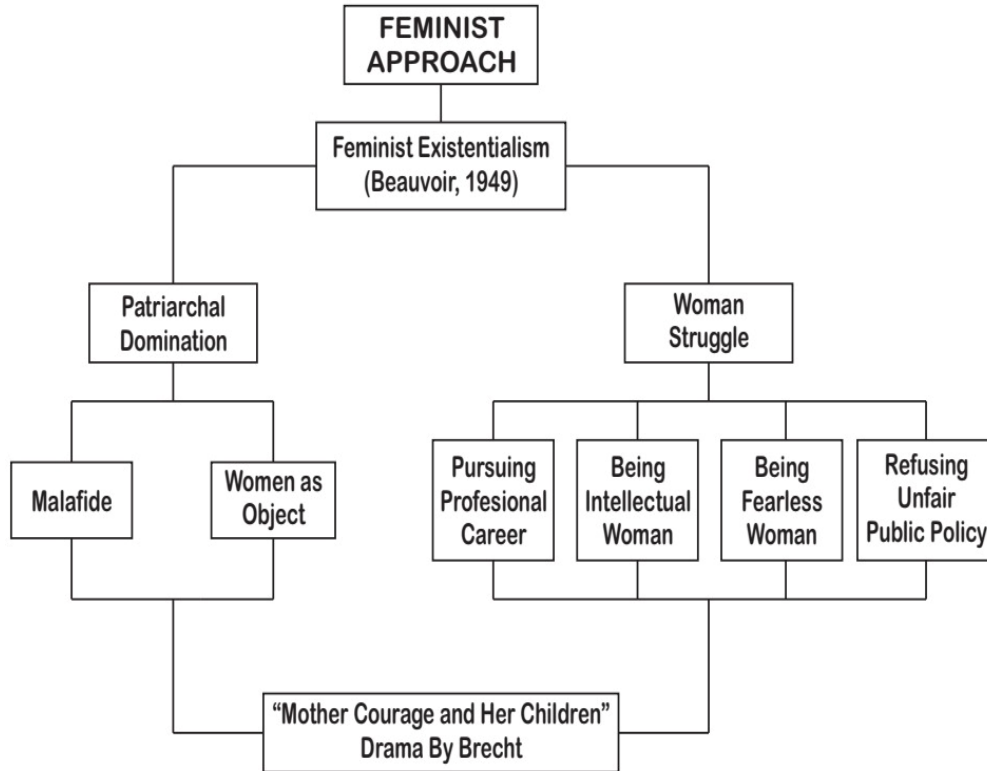 FEMINIST
APPROACH
Feminist Existentialism
(Beauvoir, 1949)
Patriarchal
Domination
Woman
Struggle
Malafide
Women as
Object
Pursuing
Profesional
Career
Being
Intellectual
Woman
Being
Fearless
Woman
Refusing
Unfair
Public Policy
“Mother Courage and Her Children”
Drama By Brecht